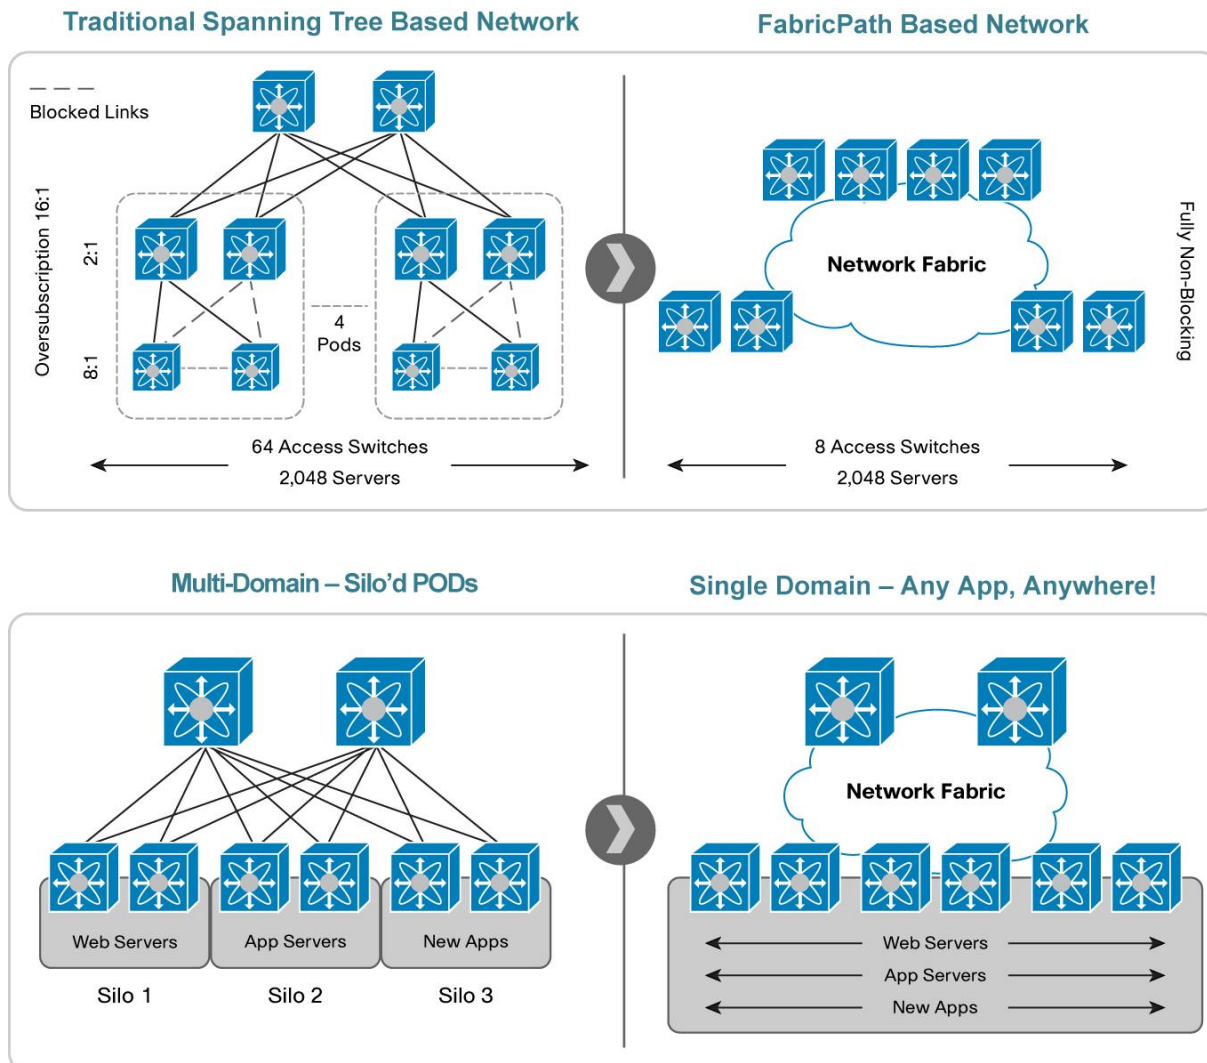 Traditional Spanning Tree Based Network
FabricPath Based Network
Blocked Links
Oversubscription 16:1
2:1
8:1
4
Pods
64 Access Switches
2,048 Servers
Network Fabric
Fully Non-Blocking
8 Access Switches
2,048 Servers
Multi-Domain – Silo’d PODs
Single Domain – Any App, Anywhere!
Web Servers
App Servers
New Apps
Silo 1
Silo 2
Silo 3
Network Fabric
Web Servers
App Servers
New Apps